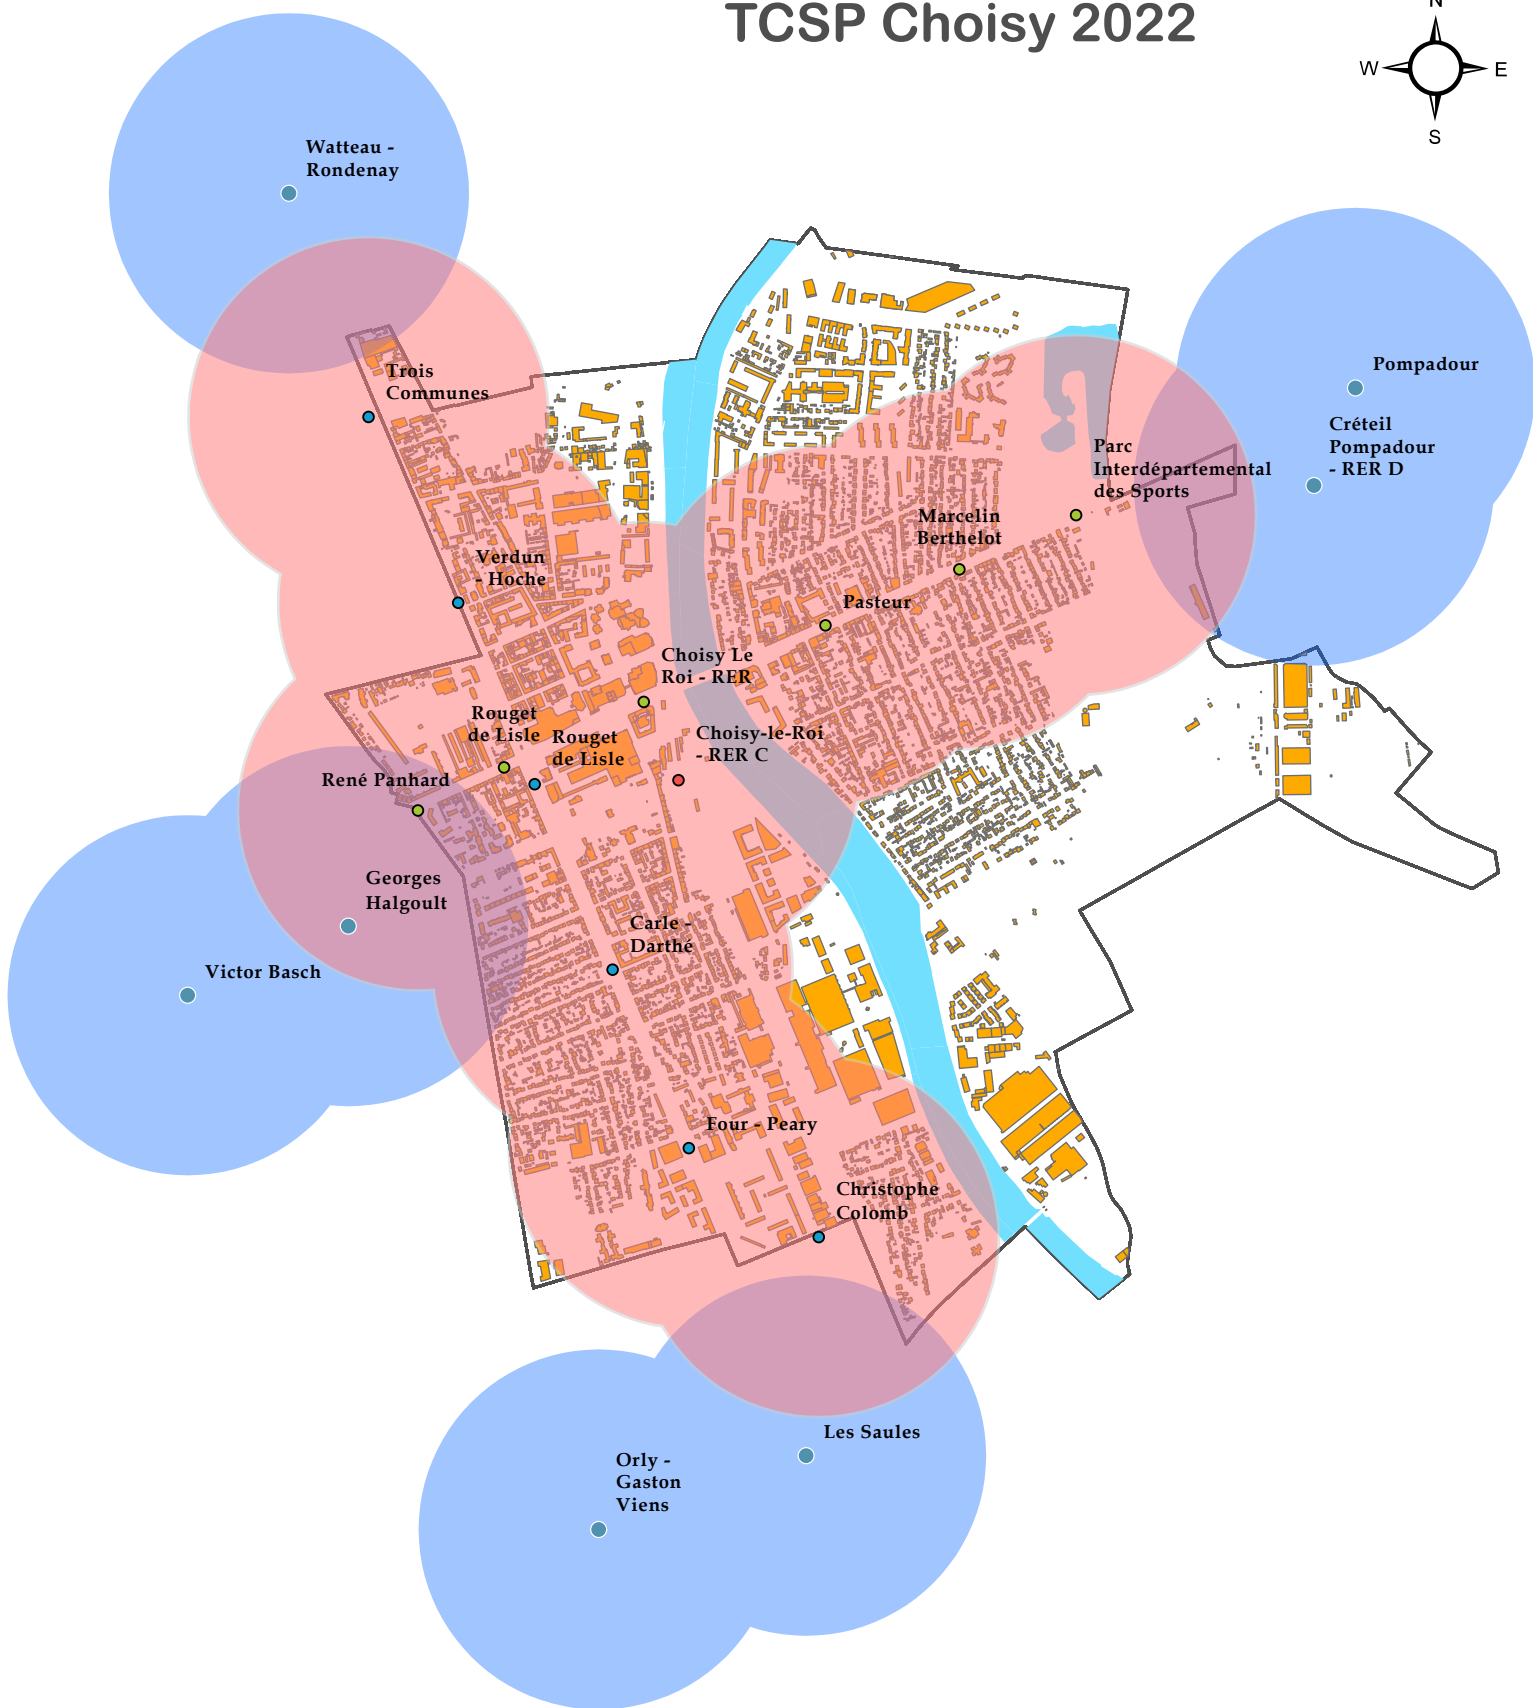 TCSP Choisy 2022
N
W
E
S
Watteau -
Rondenay
Trois
Communes
Pompadour
Créteil
Pompadour
- RER D
Parc
Interdépartemental
des Sports
Marcelin
Berthelot
Verdun
- Hoche
Pasteur
Choisy Le
Roi - RER
Rouget
de Lisle
Rouget
de Lisle
Choisy-le-Roi
- RER C
René Panhard
Georges
Halgoult
Carle -
Darthé
Victor Basch
Four - Peary
Christophe
Colomb
Les Saules
Orly -
Gaston
Viens